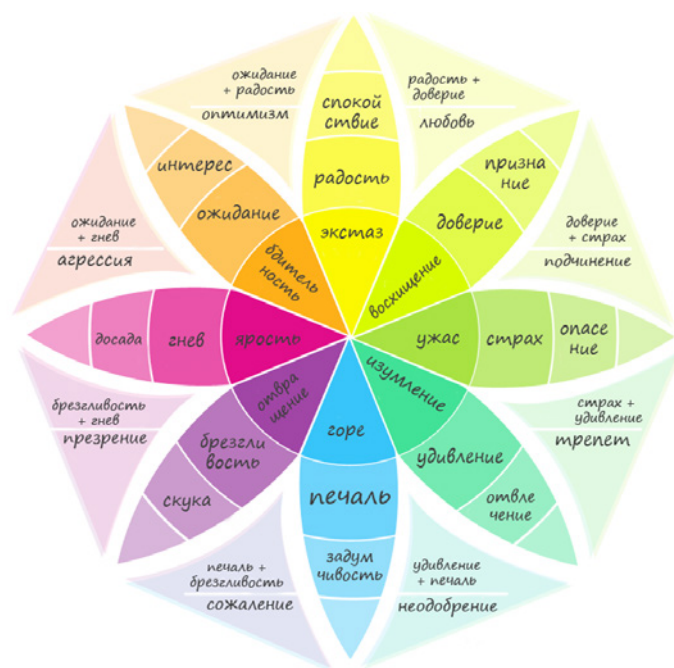 ожидание
+ радость
оптимизм
радость +
доверие
любовь
спокой
ствие
радость
экстаз
интерес
ожидание
бдитель
ность
призна
ние
доверие
восхищение
ожидание
+ гнев
агрессия
доверие
+ страх
подчинение
досада
гнев
ярость
ужас
страх
опасе
ние
брезгливость
+ гнев
презрение
страх +
удивление
трепет
отвра
щение
брезгли
вость
скука
горе
печаль
задум
чивость
изумление
удивление
отвле
чение
печаль +
брезгливость
сожаление
удивление
+ печаль
неодобрение